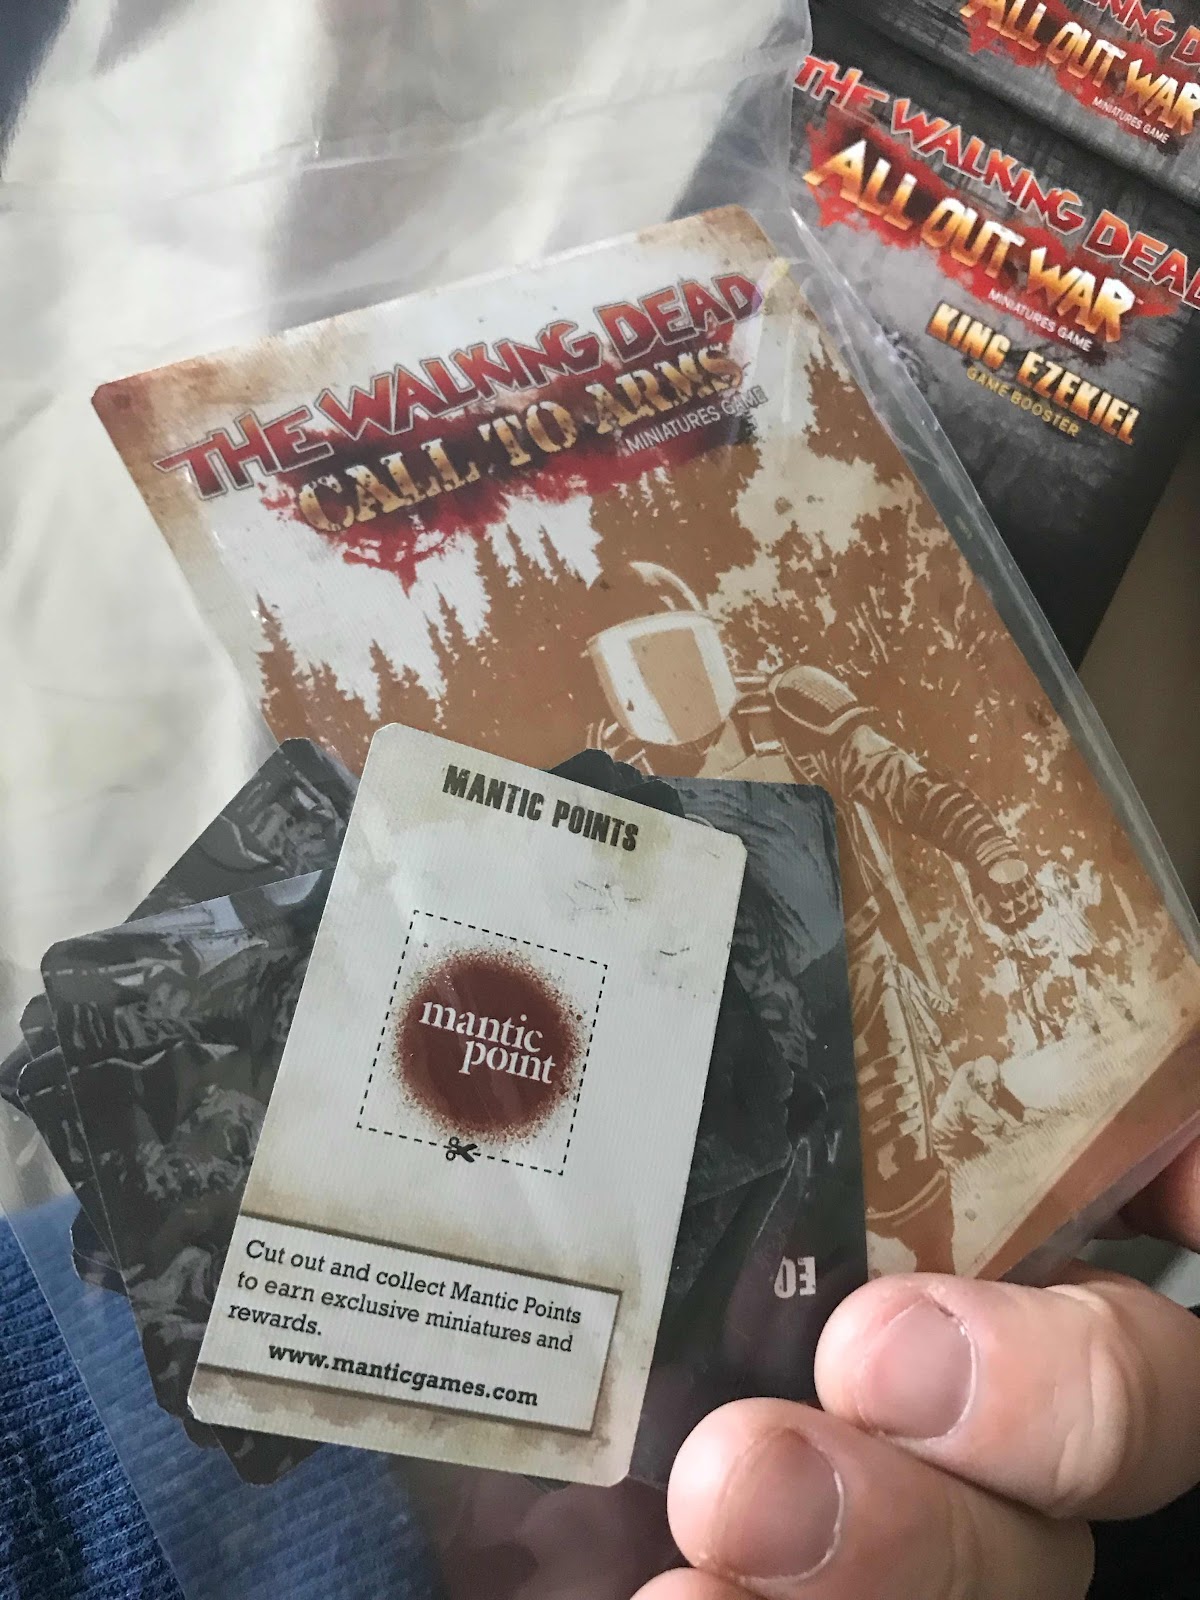 THE WALKING DEAD
ALL OUT WAR
MINIATURES GAME
THE WALKING DEAD
ALL OUT WAR™
MINIATURES GAME
KING EZEKIEL
GAME BOOSTER
THE WALKING DEAD
CALL TO ARMS
MINIATURES GAME
MANTIC POINTS
mantic
point
Cut out and collect Mantic Points
to earn exclusive miniatures and
rewards.
www.manticgames.com